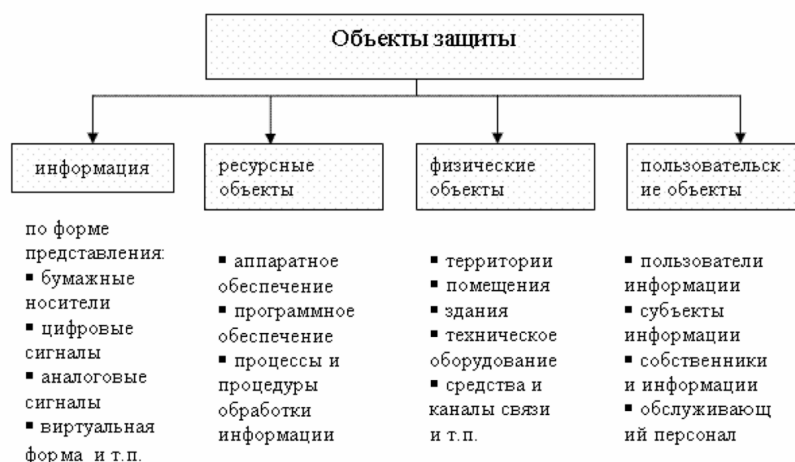 Объекты защиты
информация
ресурсные
объекты
физические
объекты
пользовательск
ие объекты
по форме
представления:
▪ бумажные
носители
▪ цифровые
сигналы
▪ аналоговые
сигналы
▪ виртуальная
форма и т.п.
▪ аппаратное
обеспечение
▪ программное
обеспечение
▪ процессы и
процедуры
обработки
информации
▪ территории
▪ помещения
▪ здания
▪ техническое
оборудование
▪ средства и
каналы связи
и т.п.
▪ пользователи
информации
▪ субъекты
информации
▪ собственники
и информации
▪ обслуживающ
ий персонал